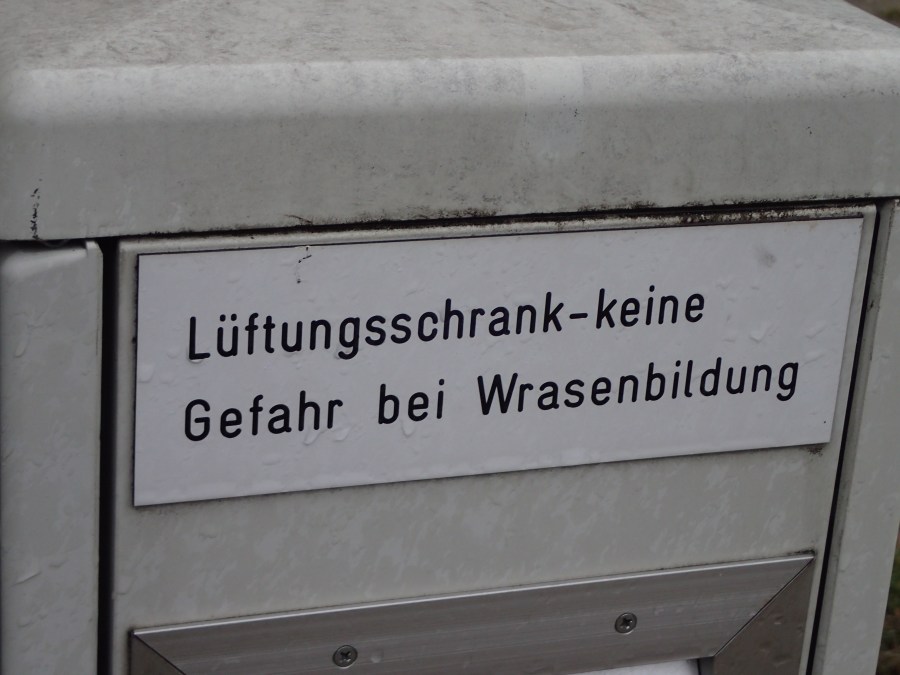 Lüftungsschrank-keine
Gefahr bei Wrasenbildung